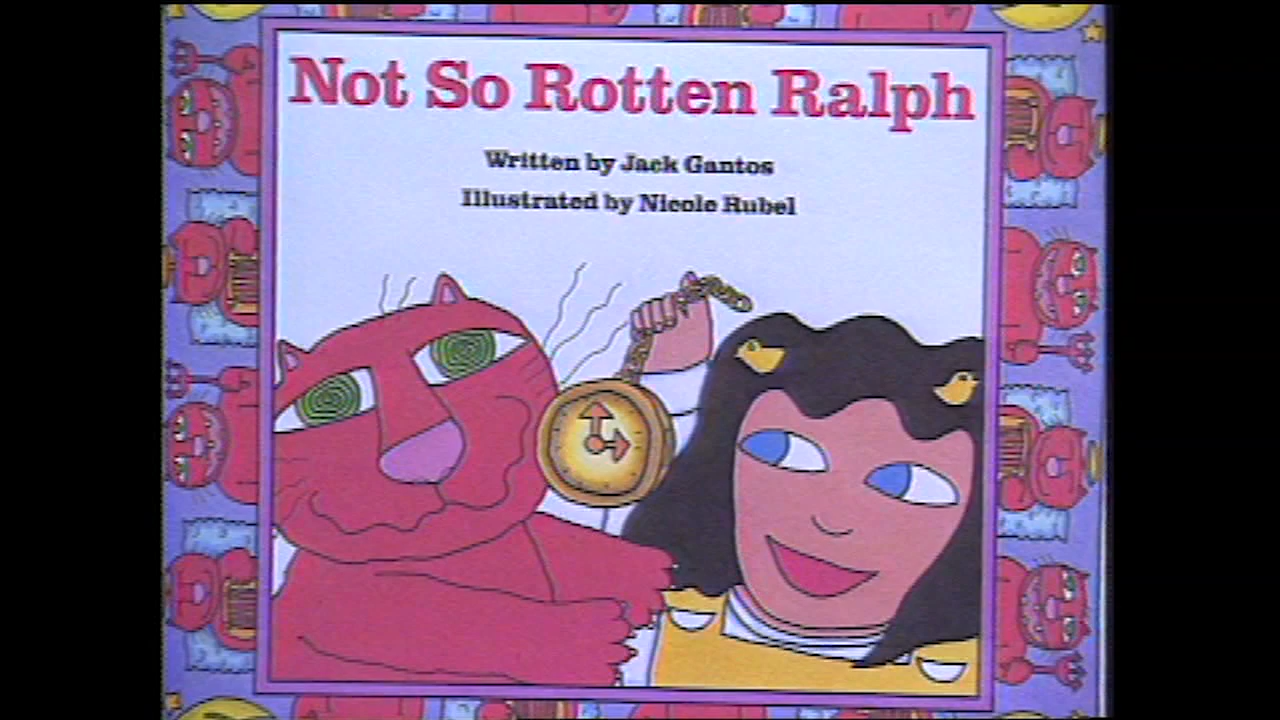 Not So Rotten Ralph
Written by Jack Gantos
Illustrated by Nicole Rubel